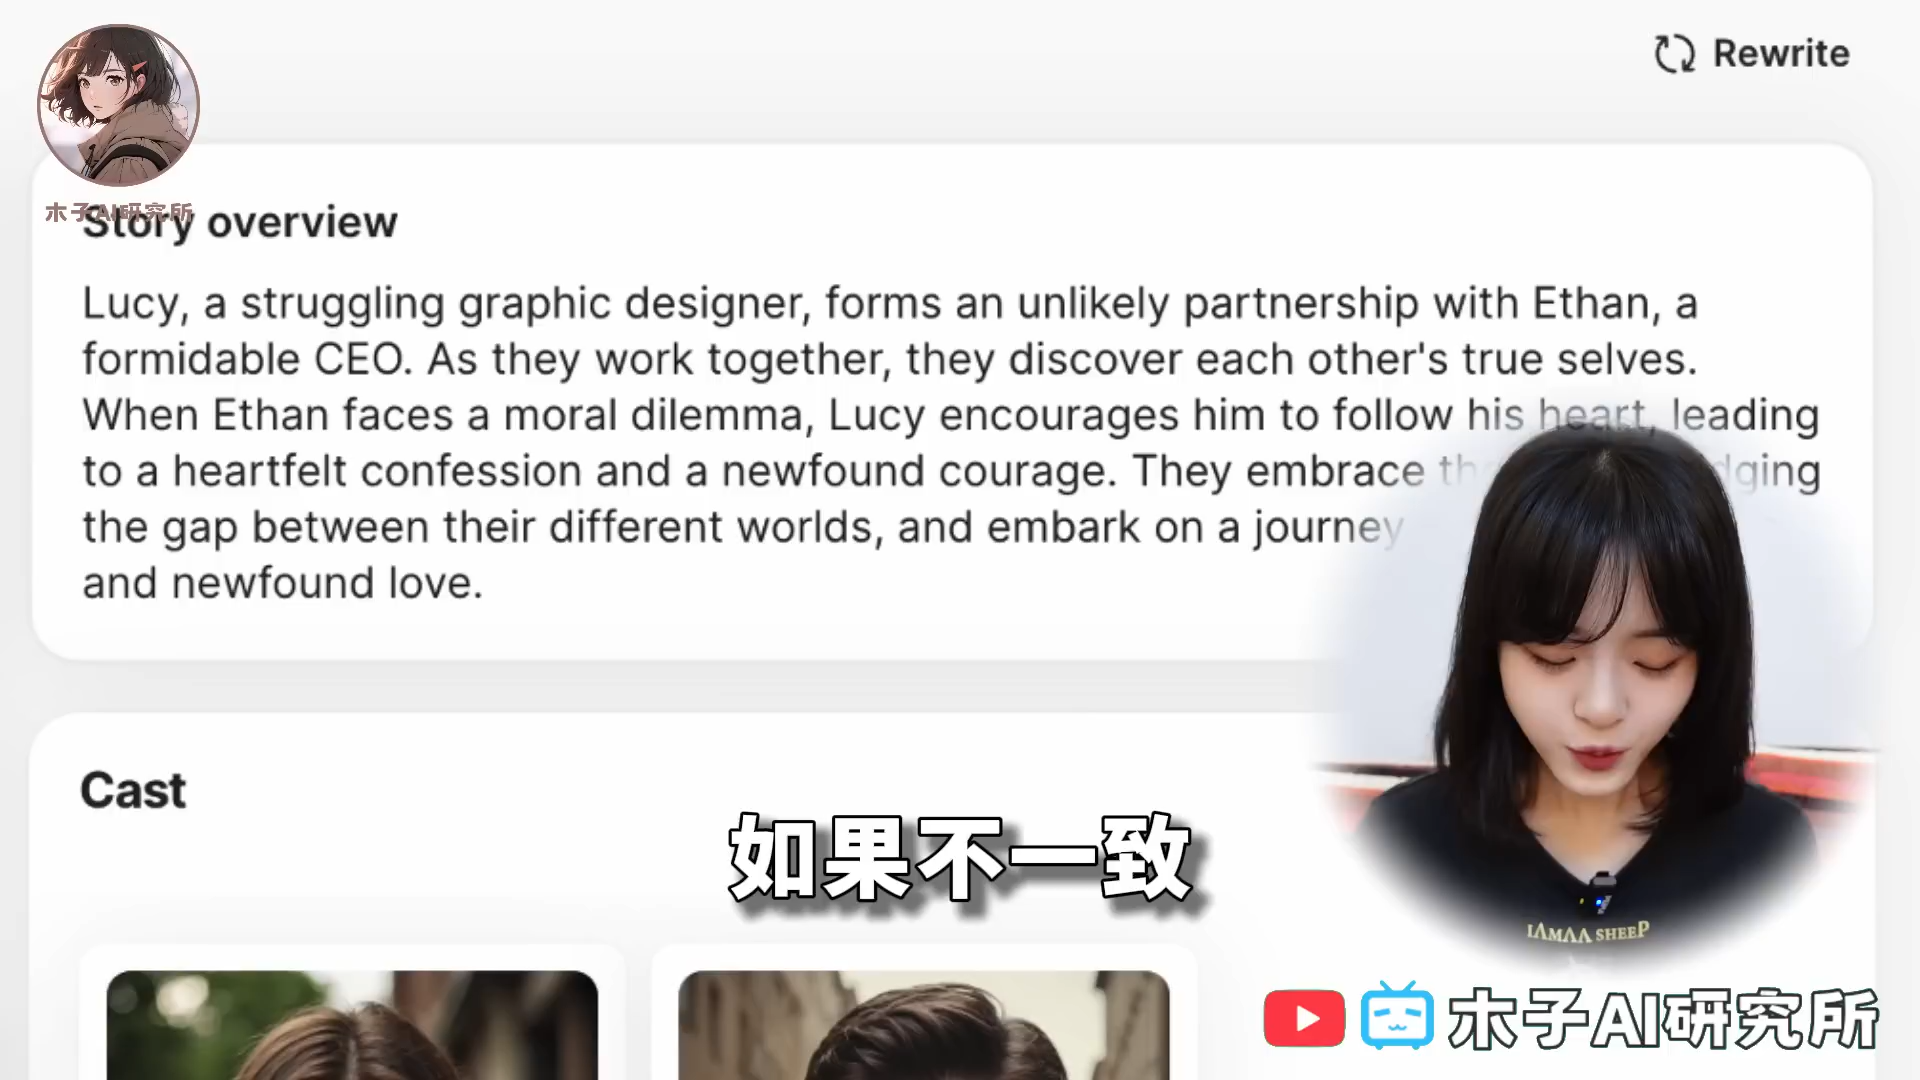 Rewrite
木子AI研究所
Story overview
Lucy, a struggling graphic designer, forms an unlikely partnership with Ethan, a
formidable CEO. As they work together, they discover each other's true selves.
When Ethan faces a moral dilemma, Lucy encourages him to follow his heart, leading
to a heartfelt confession and a newfound courage. They embrace
the gap between their different worlds, and embark on a journey
and newfound love.
Cast
如果不一致
IAMAA SHEEP
木子AI研究所